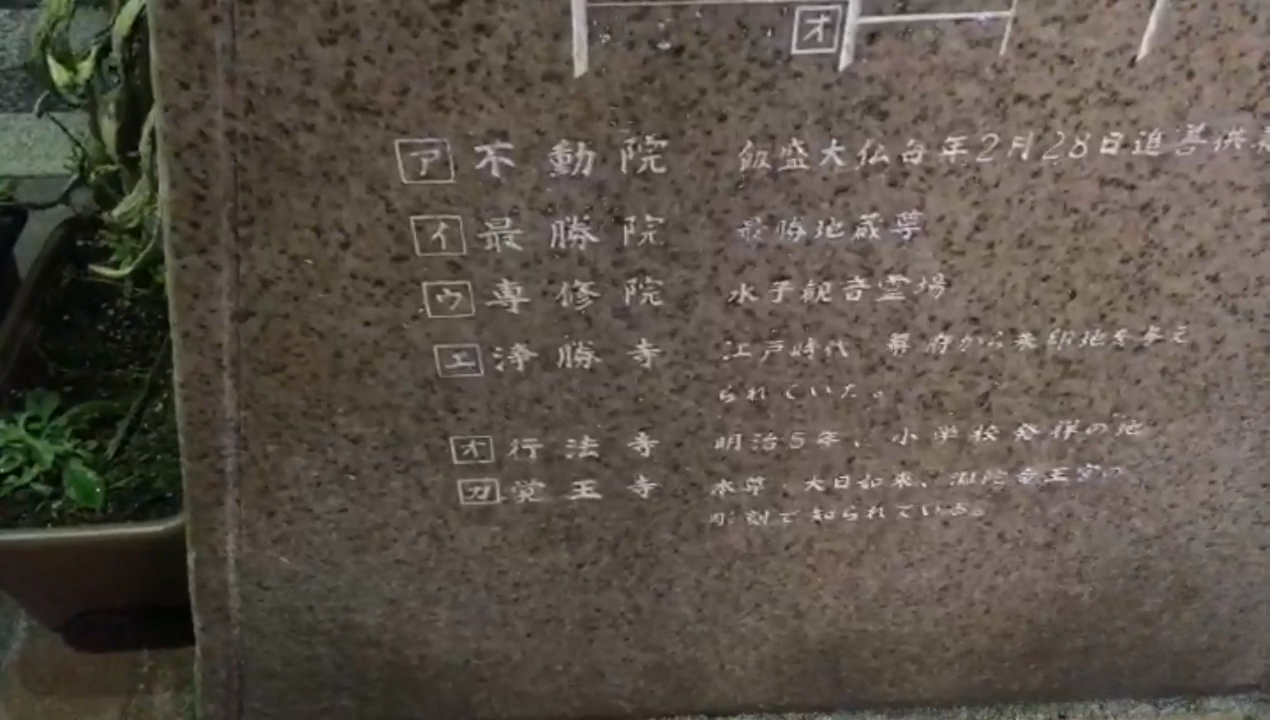 オ
ア 不動院 飯盛大仏毎年2月28日追善供
イ 最勝院 最勝地蔵尊
ウ 専修院 水子観音霊場
エ 浄勝寺 江戸時代 幕府から朱印地を与え
られていた。
オ 行法寺 明治5年、小学校発祥の地
カ 覚王寺 本尊、大日如来、
彫刻で知られている。